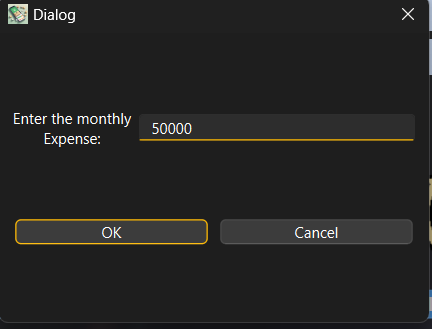 Dialog
Enter the monthly
Expense:
50000
OK
Cancel